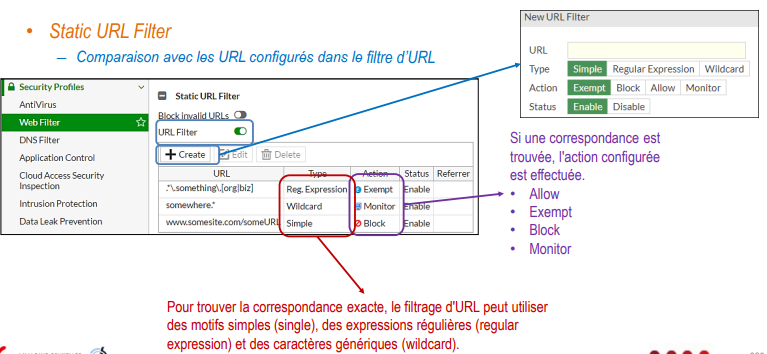 • Static URL Filter
– Comparaison avec les URL configurés dans le filtre d'URL
New URL Filter
URL
Type Simple Regular Expression Wildcard
Action Exempt Block Allow Monitor
Status Enable Disable
Security Profiles
AntiVirus
Web Filter
DNS Filter
Application Control
Cloud Access Security
Inspection
Intrusion Protection
Data Leak Prevention
Static URL Filter
Block invalid URLs
URL Filter
Create Edit Delete
URL Type Action Status Referrer
.*\.something\.[org|biz] Reg. Expression Exempt Enable
somewhere.* Wildcard Monitor Enable
www.somesite.com/someURL Simple Block Enable
Si une correspondance est
trouvée, l'action configurée
est effectuée.
• Allow
• Exempt
• Block
• Monitor
Pour trouver la correspondance exacte, le filtrage d'URL peut utiliser
des motifs simples (single), des expressions régulières (regular
expression) et des caractères génériques (wildcard).